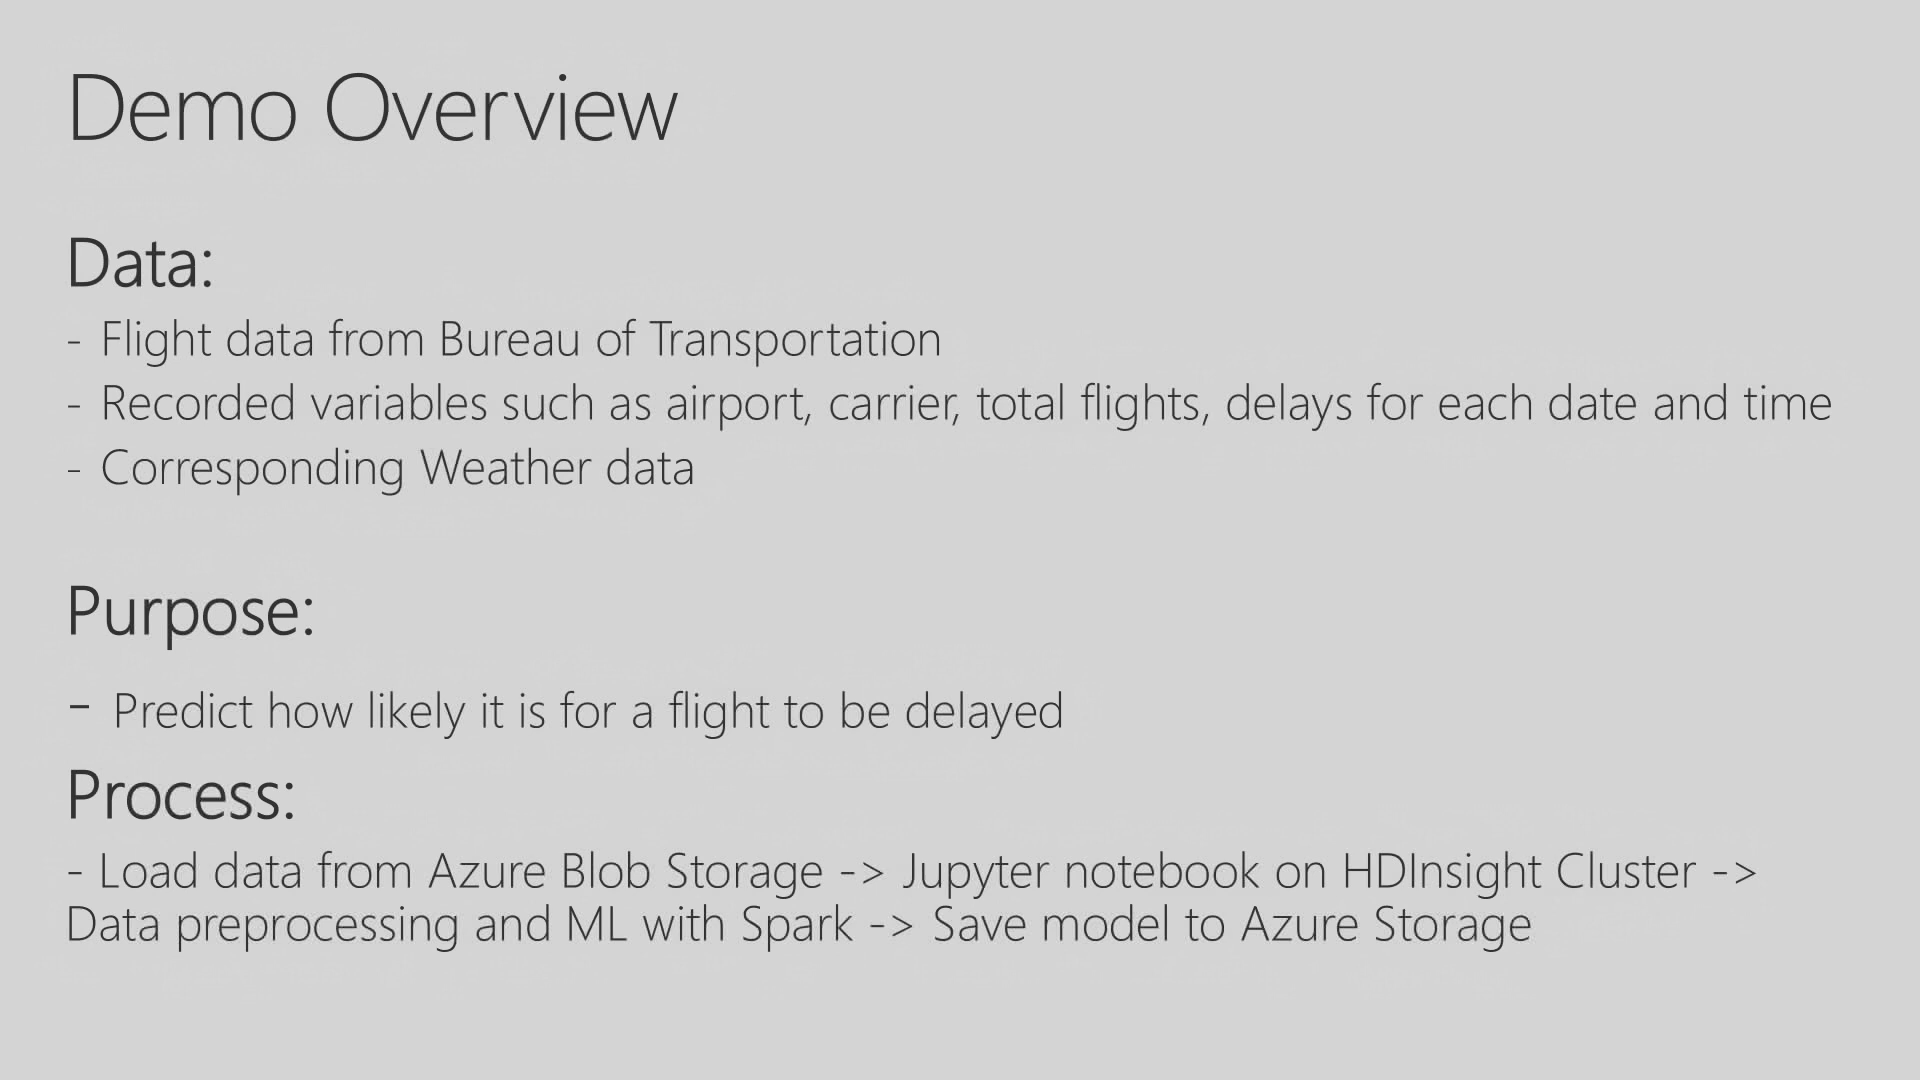 Demo Overview
Data:
- Flight data from Bureau of Transportation
- Recorded variables such as airport, carrier, total flights, delays for each date and time
- Corresponding Weather data
Purpose:
- Predict how likely it is for a flight to be delayed
Process:
- Load data from Azure Blob Storage -> Jupyter notebook on HDInsight Cluster ->
Data preprocessing and ML with Spark -> Save model to Azure Storage